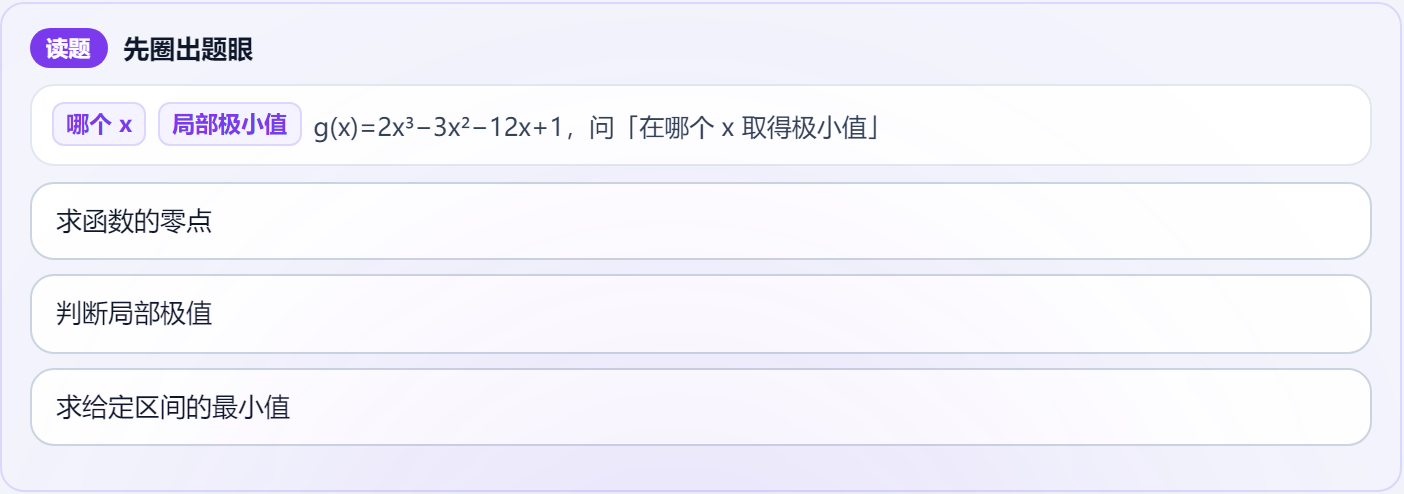 读题 先圈出题眼
哪个 x 局部极小值 g(x)=2x³−3x²−12x+1，问「在哪个 x 取得极小值」
求函数的零点
判断局部极值
求给定区间的最小值